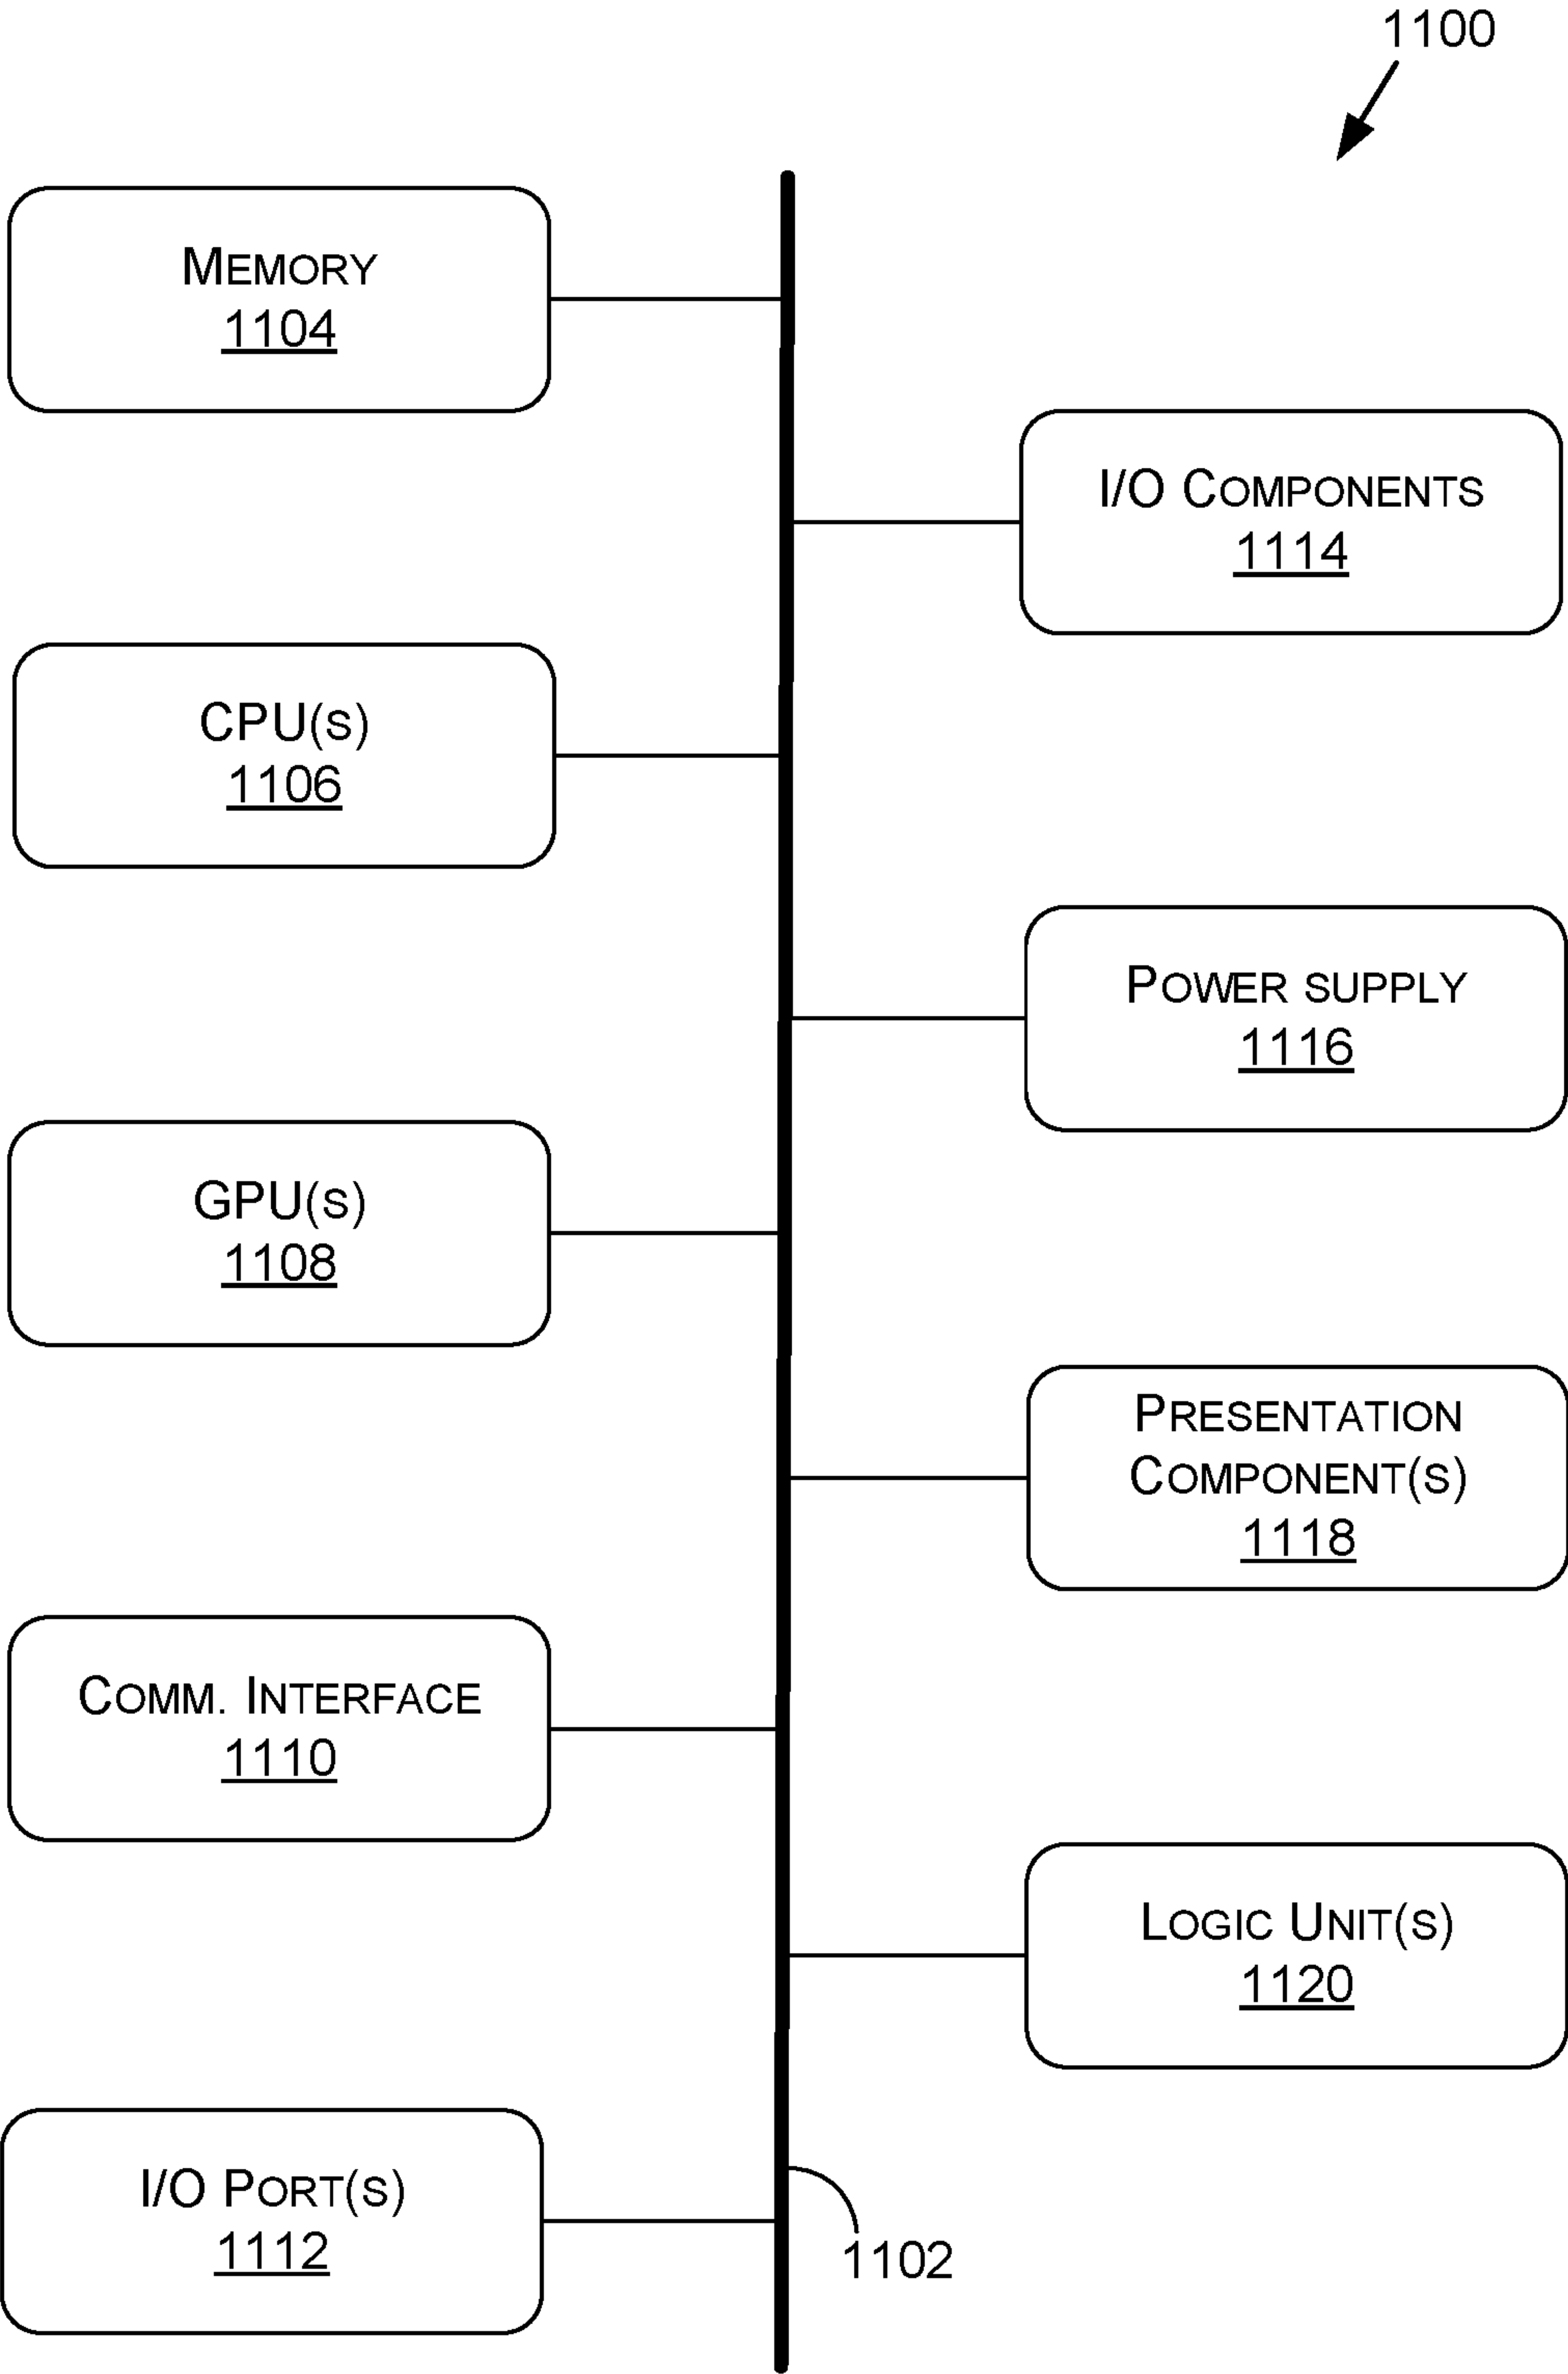 1100
MEMORY
1104
I/O COMPONENTS
1114
CPU(S)
1106
POWER SUPPLY
1116
GPU(S)
1108
PRESENTATION
COMPONENT(S)
1118
COMM. INTERFACE
1110
LOGIC UNIT(S)
1120
I/O PORT(S)
1112
1102